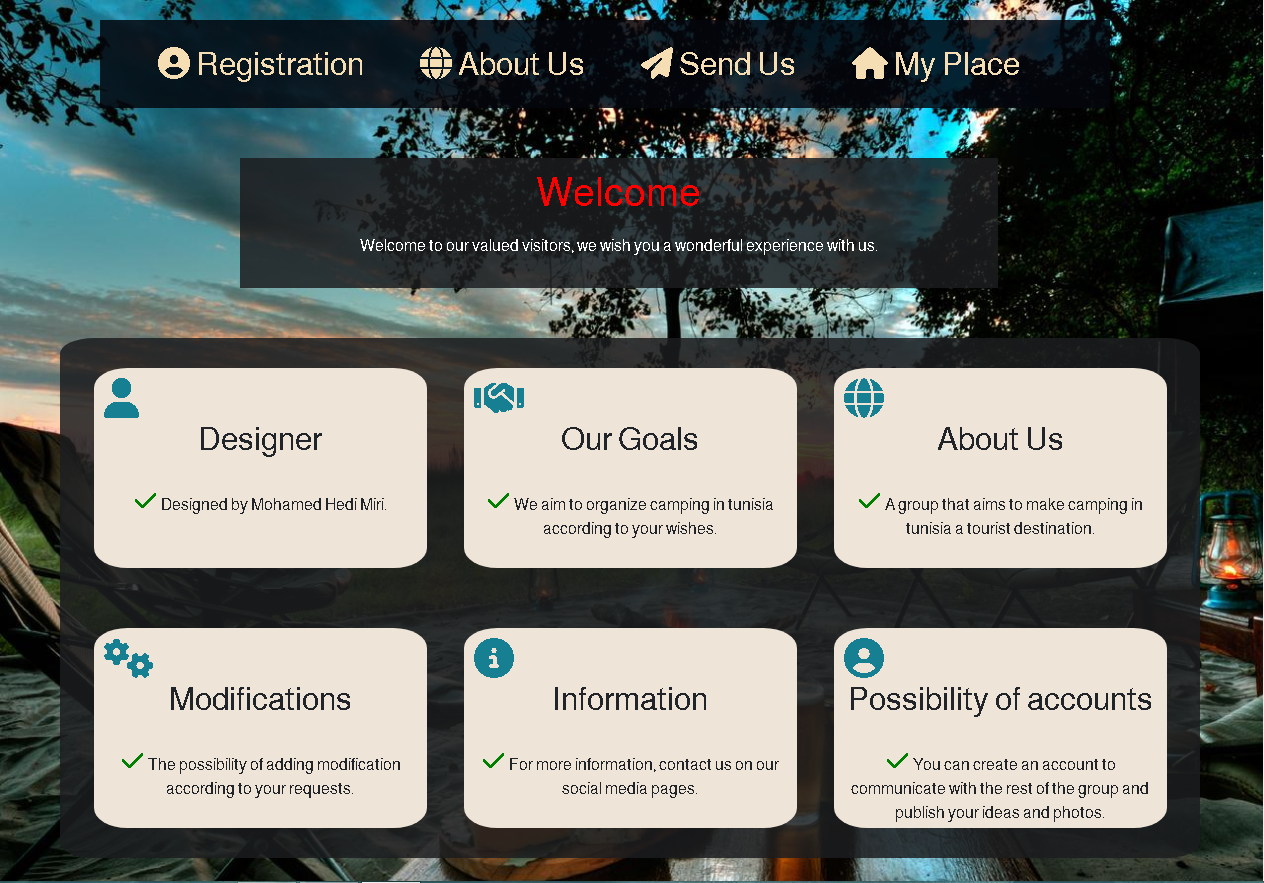 Registration About Us Send Us My Place
Welcome
Welcome to our valued visitors, we wish you a wonderful experience with us.
Designer
Designed by Mohamed Hedi Miri.
Our Goals
We aim to organize camping in tunisia
according to your wishes.
About Us
A group that aims to make camping in
tunisia a tourist destination.
Modifications
The possibility of adding modification
according to your requests.
Information
For more information, contact us on our
social media pages.
Possibility of accounts
You can create an account to
communicate with the rest of the group and
publish your ideas and photos.